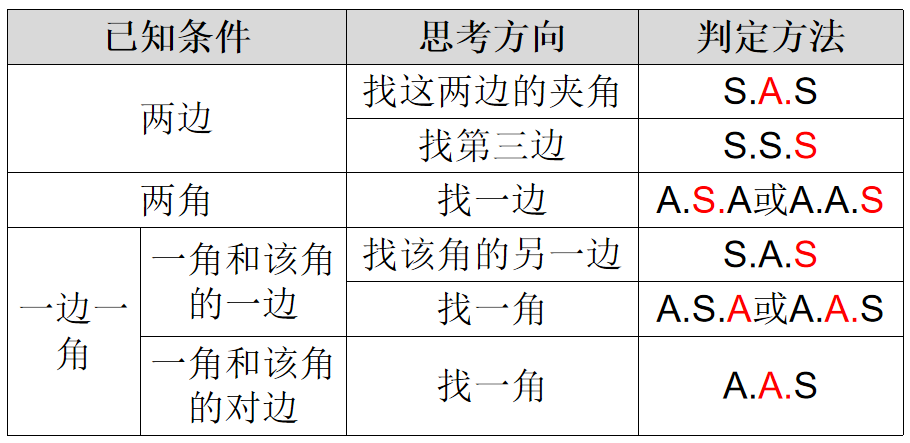 已知条件 思考方向 判定方法
两边 找这两边的夹角 S.A.S
找第三边 S.S.S
两角 找一边 A.S.A或A.A.S
一边一
角
一角和该角
的一边
找该角的另一边 S.A.S
找一角 A.S.A或A.A.S
一角和该角
的对边
找一角 A.A.S